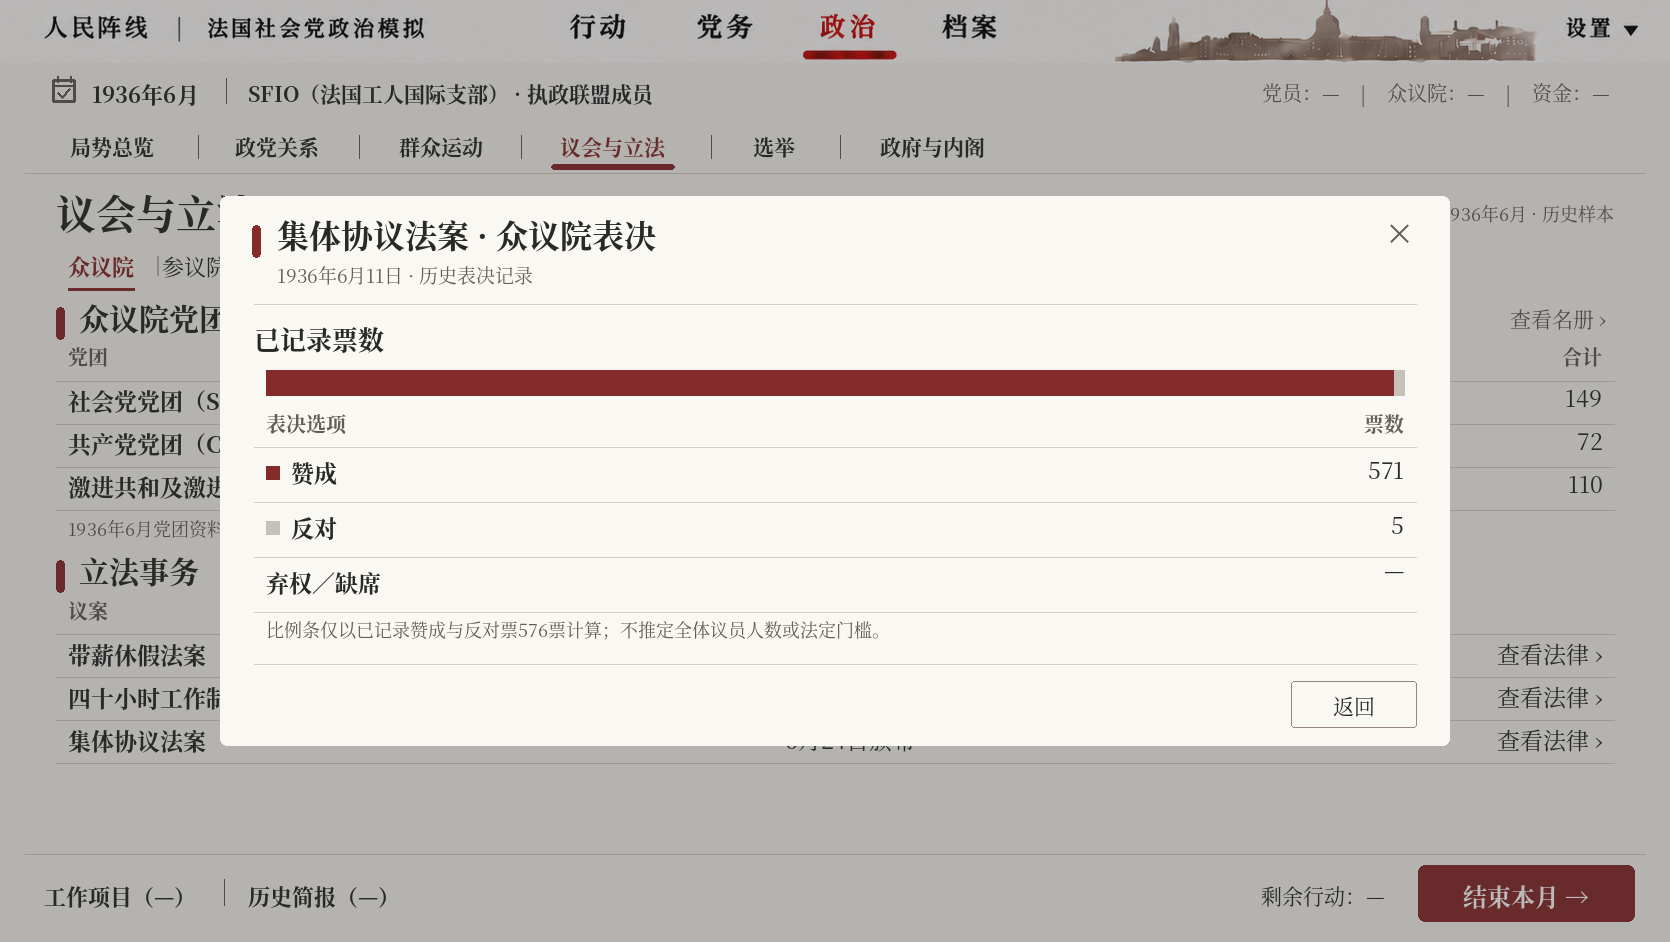 人民阵线 | 法国社会党政治模拟 行动 党务 政治 档案 设置 ▼
1936年6月 SFIO（法国工人国际支部）· 执政联盟成员 党员：— | 众议院：— | 资金：—
局势总览 政党关系 群众运动 议会与立法 选举 政府与内阁
议会与立
936年6月 · 历史样本
众议院 参议院
众议院党团 查看名册 ›
党团 合计
社会党党团（S 149
共产党党团（C 72
激进共和及激进 110
1936年6月党团资料
立法事务
议案
带薪休假法案 查看法律 ›
四十小时工作制 查看法律 ›
集体协议法案 查看法律 ›
集体协议法案 · 众议院表决
1936年6月11日 · 历史表决记录
已记录票数
表决选项 票数
赞成 571
反对 5
弃权／缺席 —
比例条仅以已记录赞成与反对票576票计算；不推定全体议员人数或法定门槛。
返回
工作项目（—） 历史简报（—） 剩余行动：— 结束本月 →